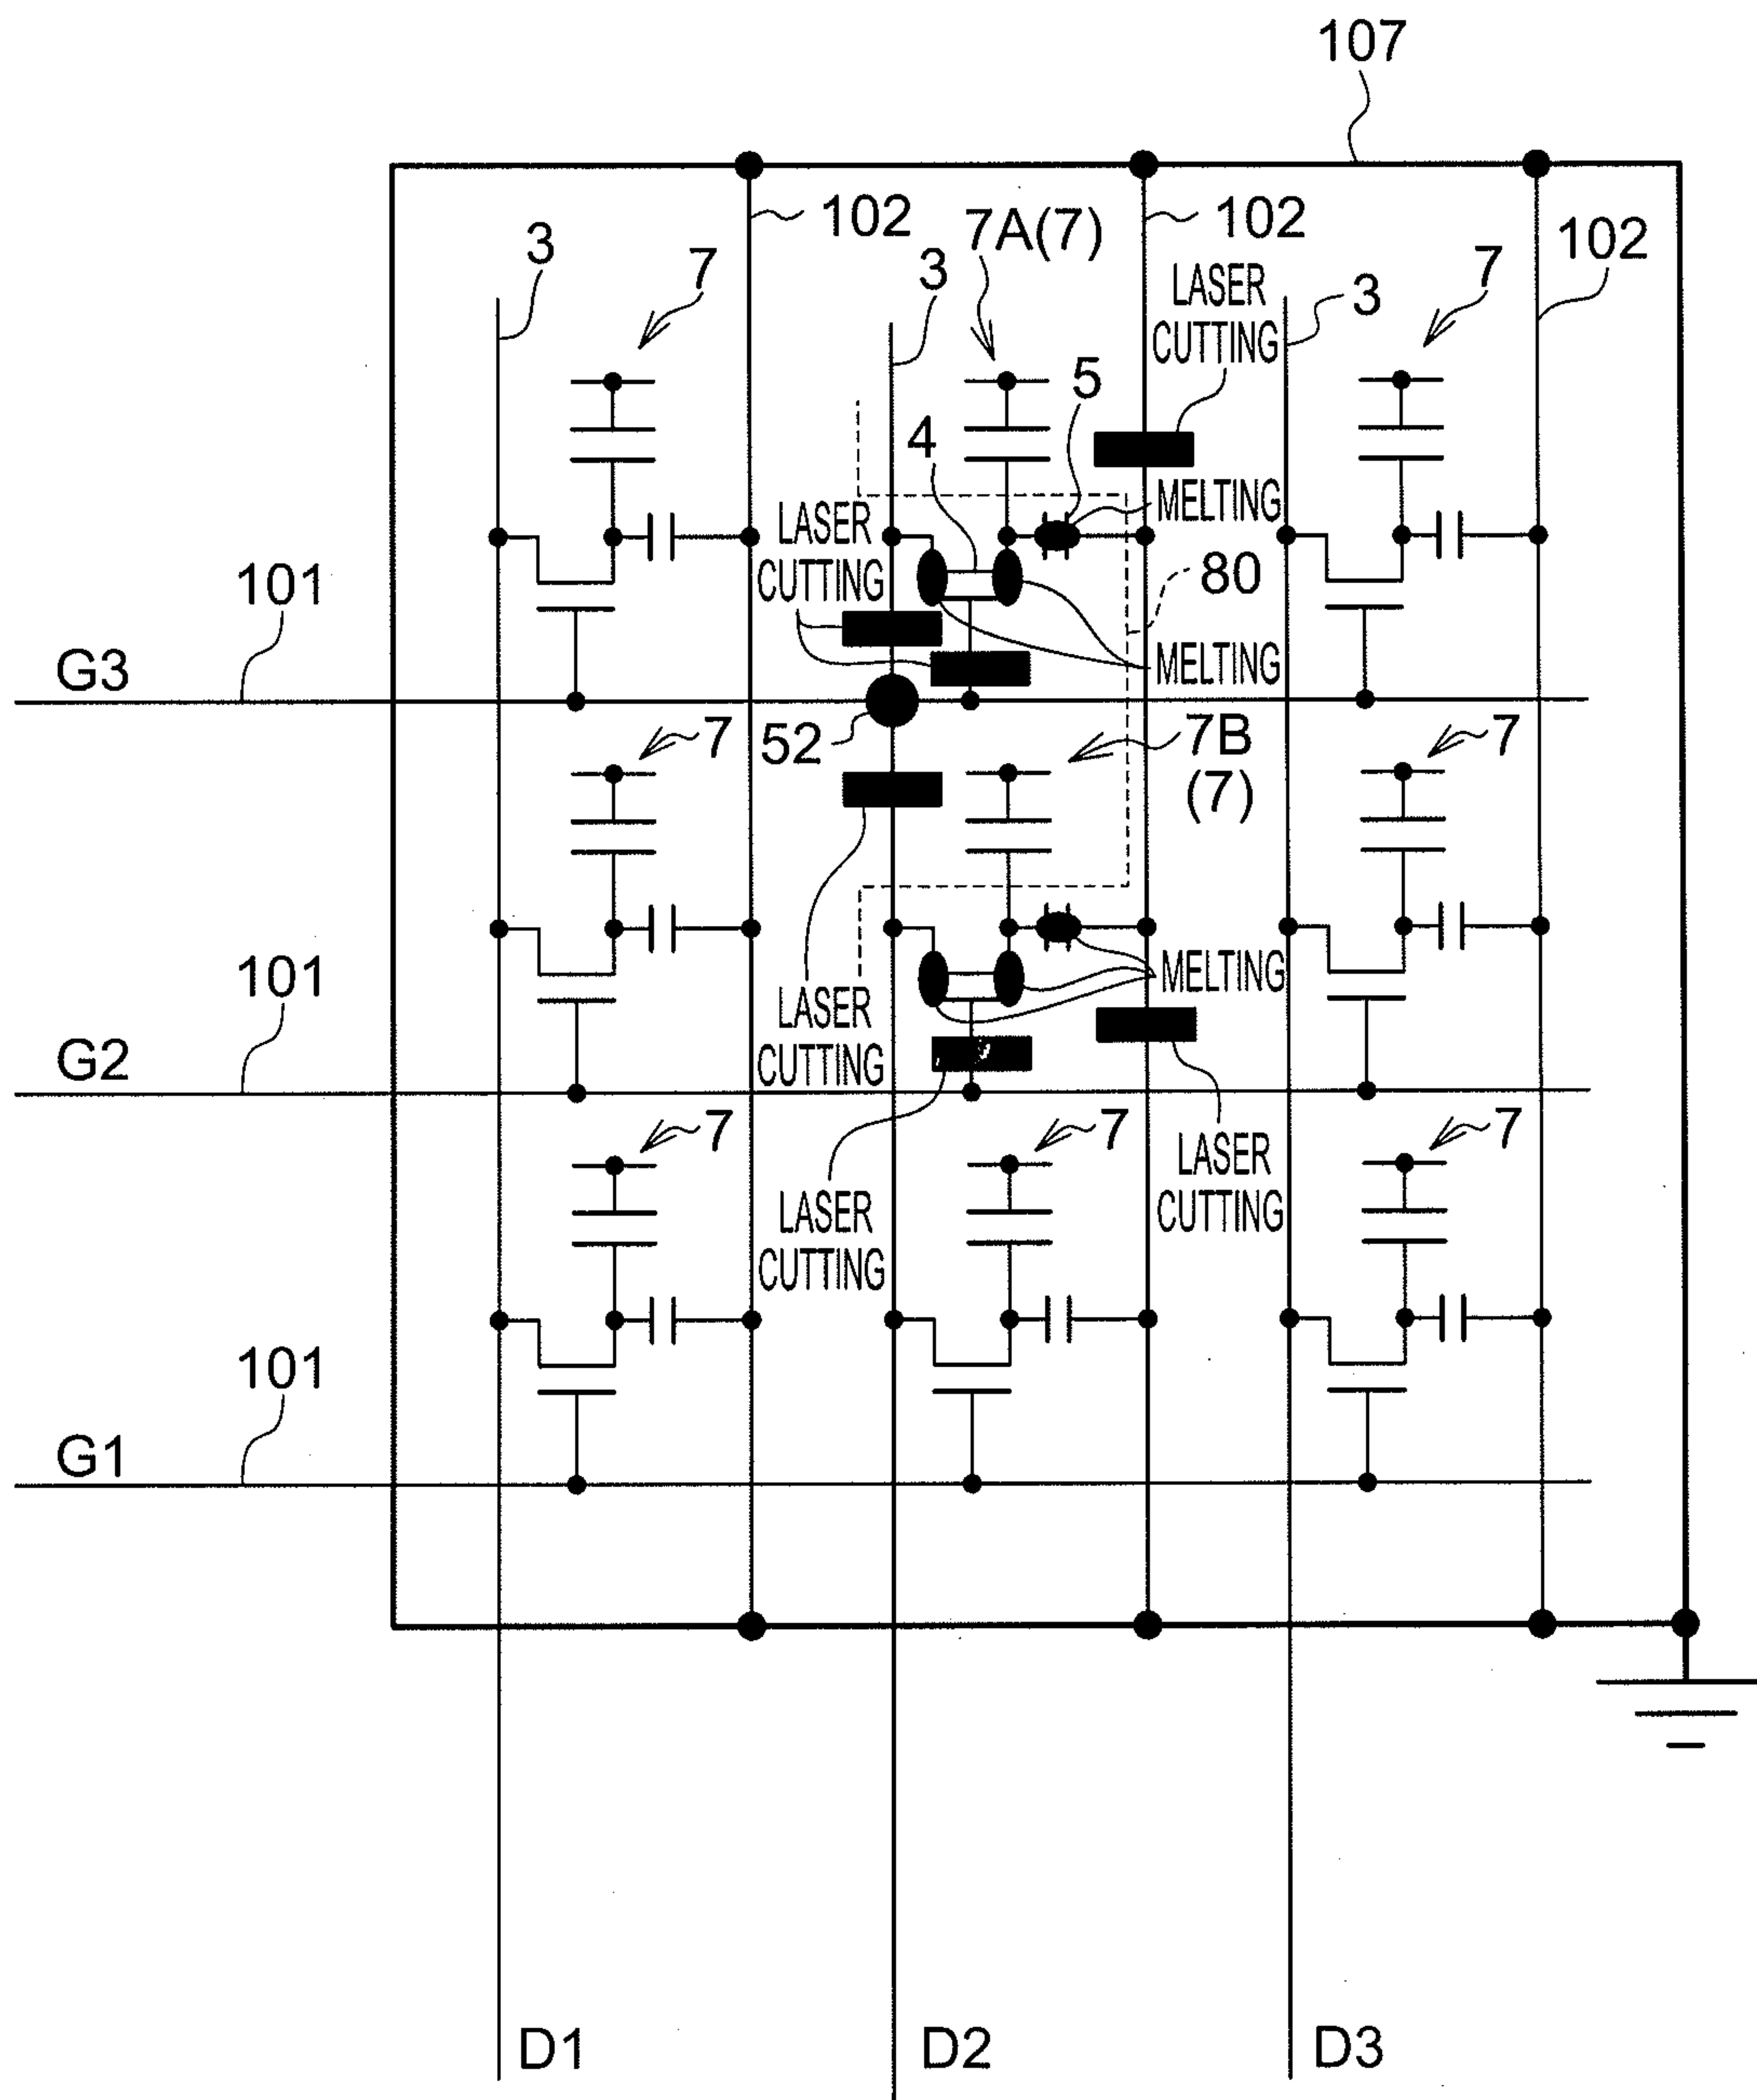 107
102
7A(7)
102
102
3
7
3
LASER
CUTTING
3
7
5
4
MELTING
LASER
CUTTING
80
101
MELTING
G3
52
7
7B
(7)
7
101
MELTING
LASER
CUTTING
G2
7
7
7
LASER
CUTTING
LASER
CUTTING
101
G1
D1
D2
D3